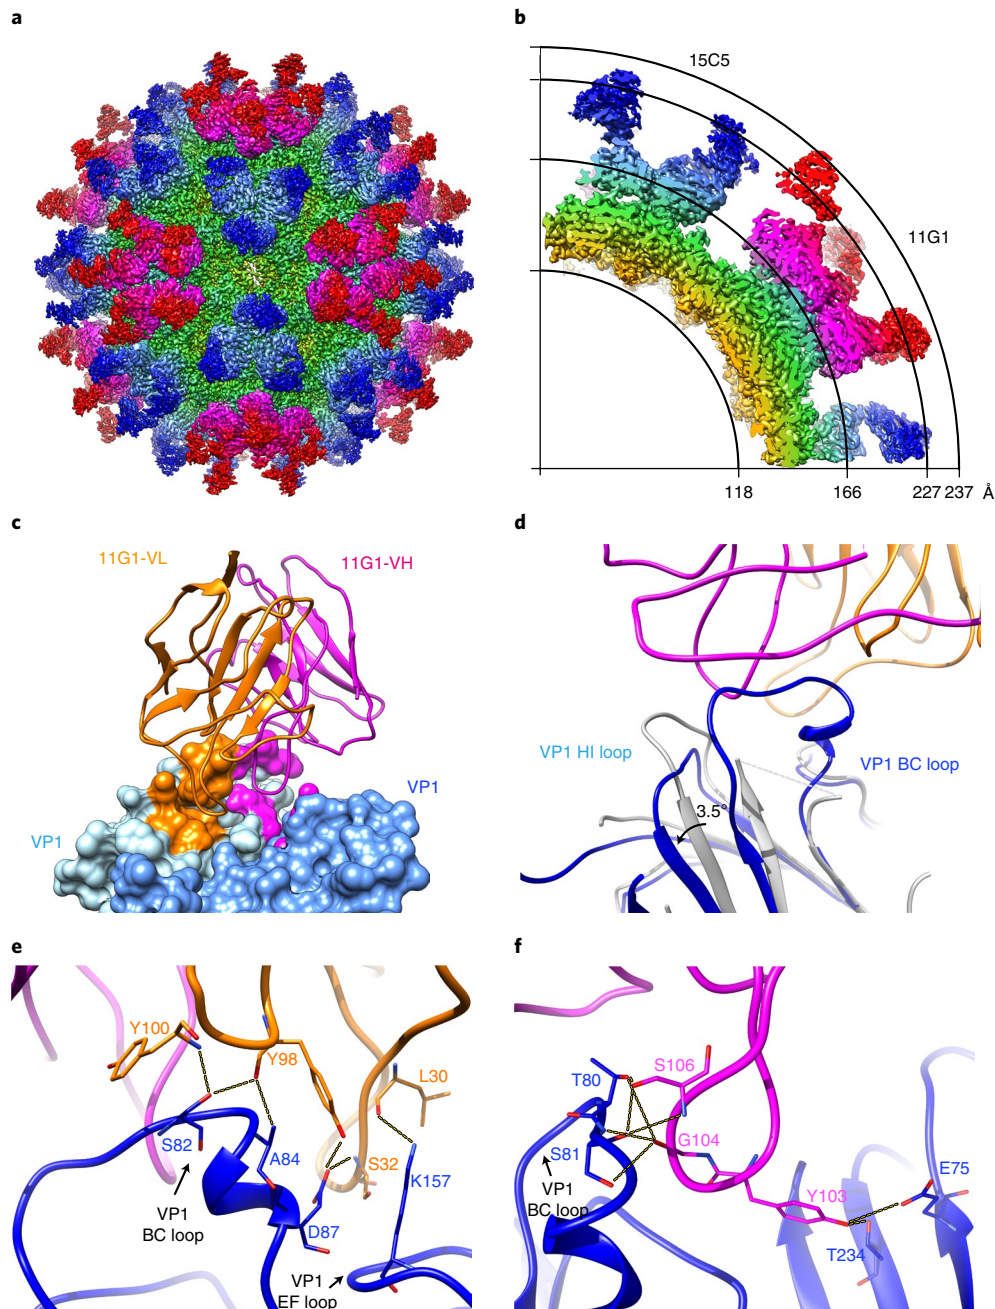 a
b
15C5
11G1
118 166 227 237 Å
c
11G1-VL
11G1-VH
VP1
VP1
d
VP1 HI loop
VP1 BC loop
3.5°
e
Y100
Y98
L30
S82
A84
S32
K157
VP1
BC loop
D87
VP1
EF loop
f
S106
T80
G104
S81
VP1
BC loop
Y103
E75
T234